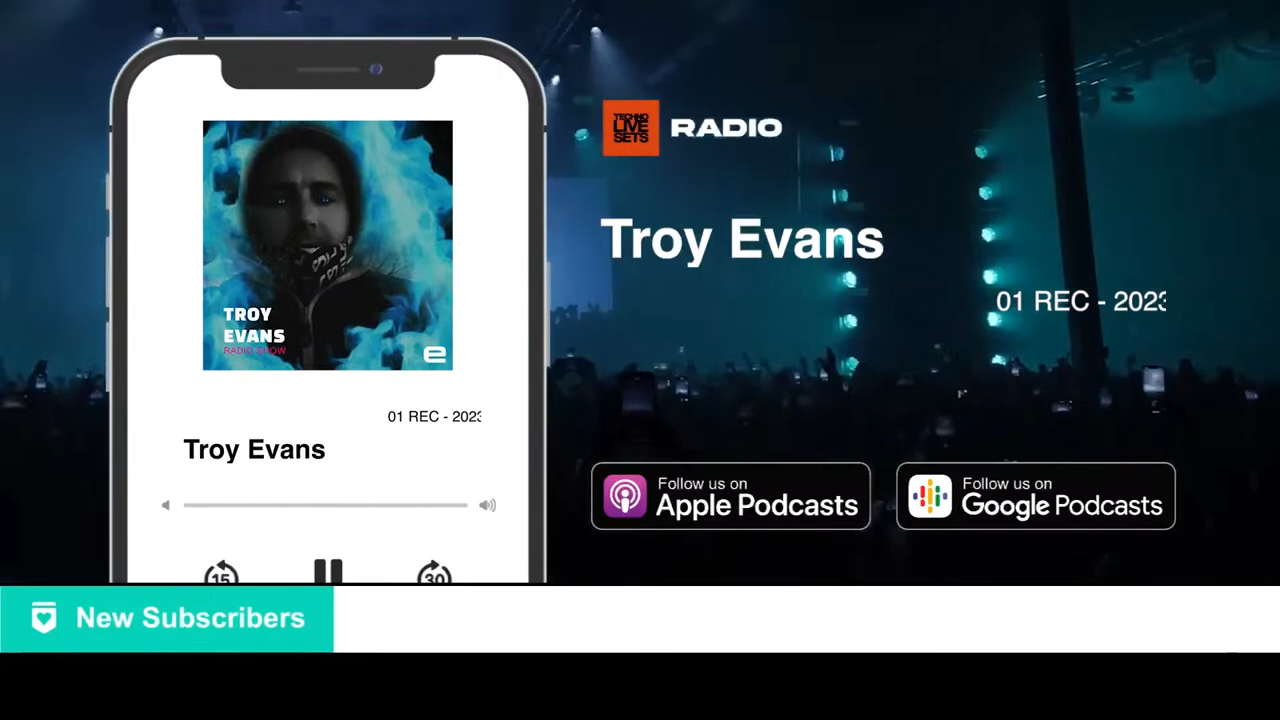 TECHNO
LIVE
SETS
RADIO
Troy Evans
01 REC - 2023
TROY
EVANS
RADIO SHOW
e
01 REC - 2023
Troy Evans
15
30
Follow us on
Apple Podcasts
Follow us on
Google Podcasts
New Subscribers